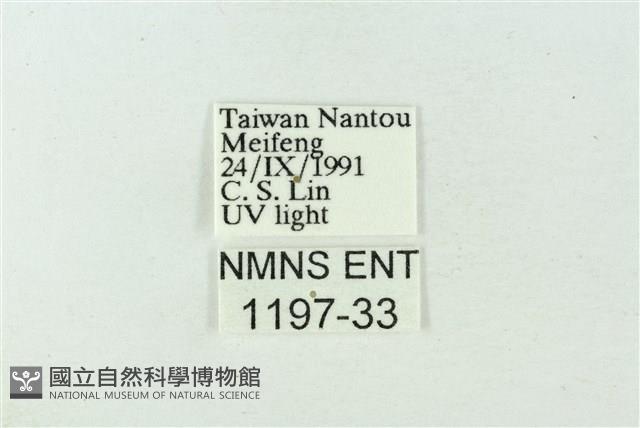 Taiwan Nantou
Meifeng
24/IX/1991
C. S. Lin
UV light
NMNS ENT
1197-33
國立自然科學博物館
NATIONAL MUSEUM OF NATURAL SCIENCE